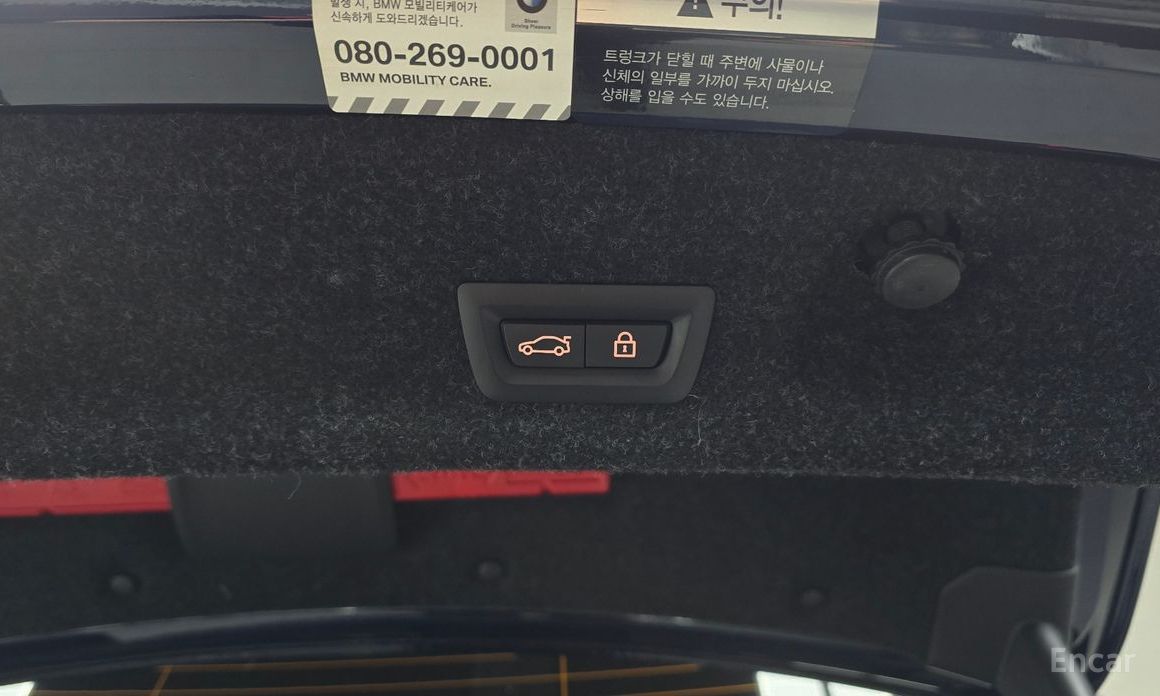 발생 시, BMW 모빌리티케어가
신속하게 도와드리겠습니다.
Sheer
Driving Pleasure
080-269-0001
BMW MOBILITY CARE.
주의!
트렁크가 닫힐 때 주변에 사물이나
신체의 일부를 가까이 두지 마십시오.
상해를 입을 수도 있습니다.
Encar